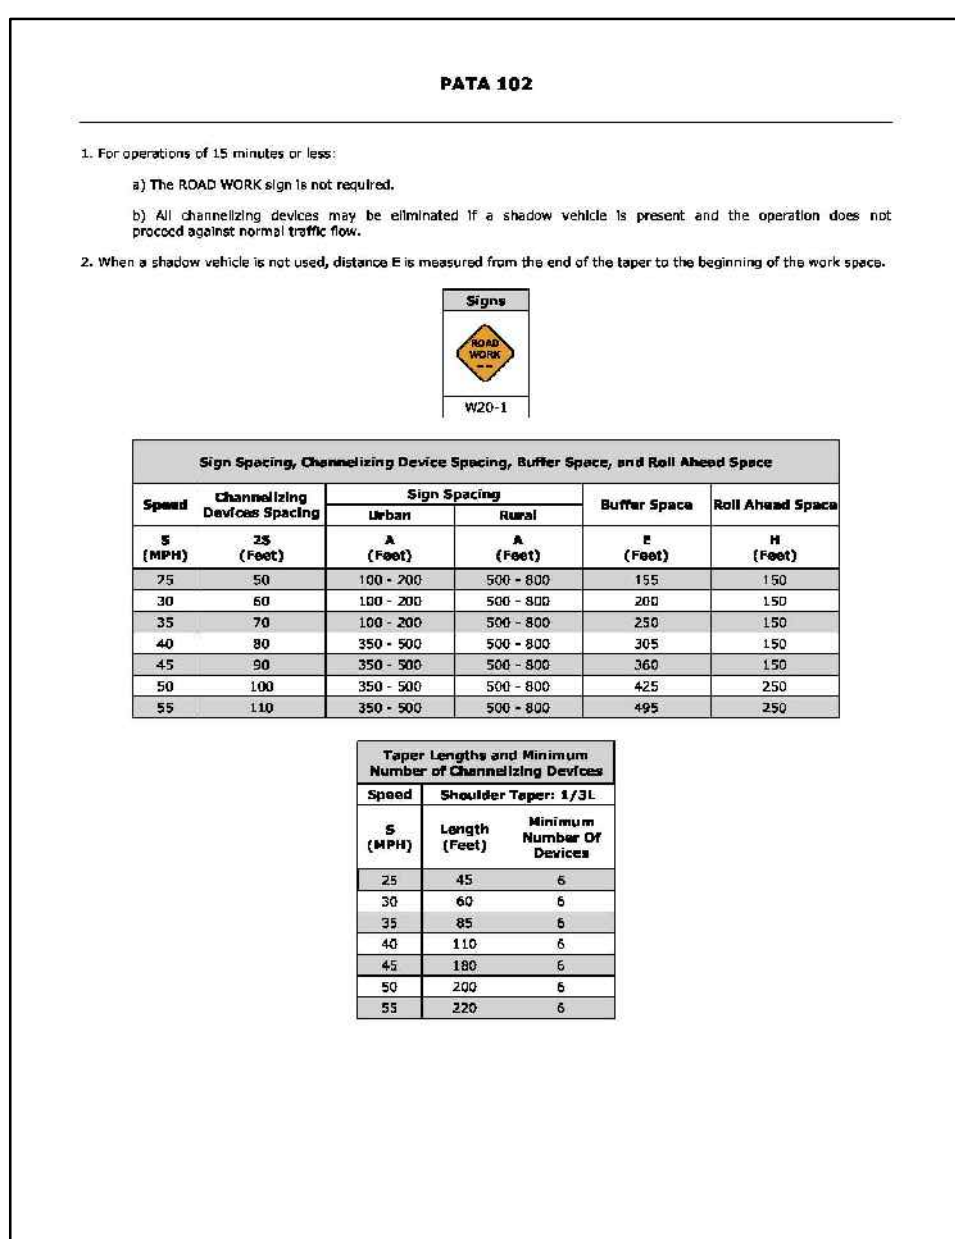 PATA 102
1. For operations of 15 minutes or less:
a) The ROAD WORK sign is not required.
b) All channelizing devices may be eliminated if a shadow vehicle is present and the operation does not
proceed against normal traffic flow.
2. When a shadow vehicle is not used, distance E is measured from the end of the taper to the beginning of the work space.
Signs
ROAD
WORK
--
W20-1
Sign Spacing, Channelizing Device Spacing, Buffer Space, and Roll Ahead Space
Speed Channelizing Devices Spacing Sign Spacing Buffer Space Roll Ahead Space
Urban Rural
S (MPH) 2S (Feet) A (Feet) A (Feet) E (Feet) H (Feet)
25 50 100 - 200 500 - 800 155 150
30 60 100 - 200 500 - 800 200 150
35 70 100 - 200 500 - 800 250 150
40 80 350 - 500 500 - 800 305 150
45 90 350 - 500 500 - 800 360 150
50 100 350 - 500 500 - 800 425 250
55 110 350 - 500 500 - 800 495 250
Taper Lengths and Minimum
Number of Channelizing Devices
Speed Shoulder Taper: 1/3L
S (MPH) Length (Feet) Minimum Number Of Devices
25 45 6
30 60 6
35 85 6
40 110 6
45 180 6
50 200 6
55 220 6